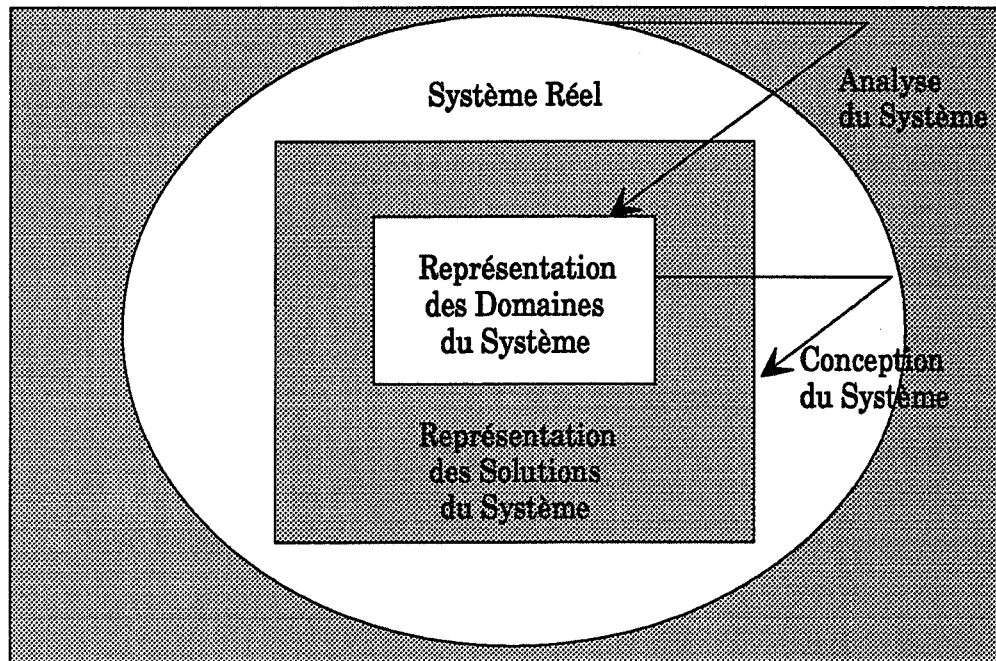 Système Réel
Analyse
du Système
Représentation
des Domaines
du Système
Conception
du Système
Représentation
des Solutions
du Système